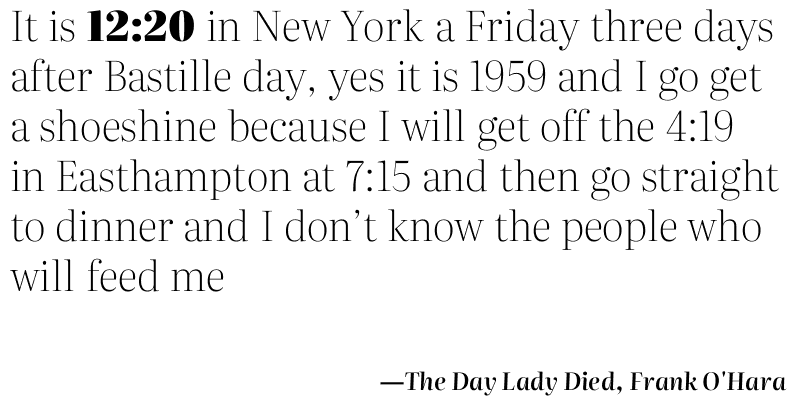 It is 12:20 in New York a Friday three days
after Bastille day, yes it is 1959 and I go get
a shoeshine because I will get off the 4:19
in Easthampton at 7:15 and then go straight
to dinner and I don’t know the people who
will feed me
—The Day Lady Died, Frank O'Hara